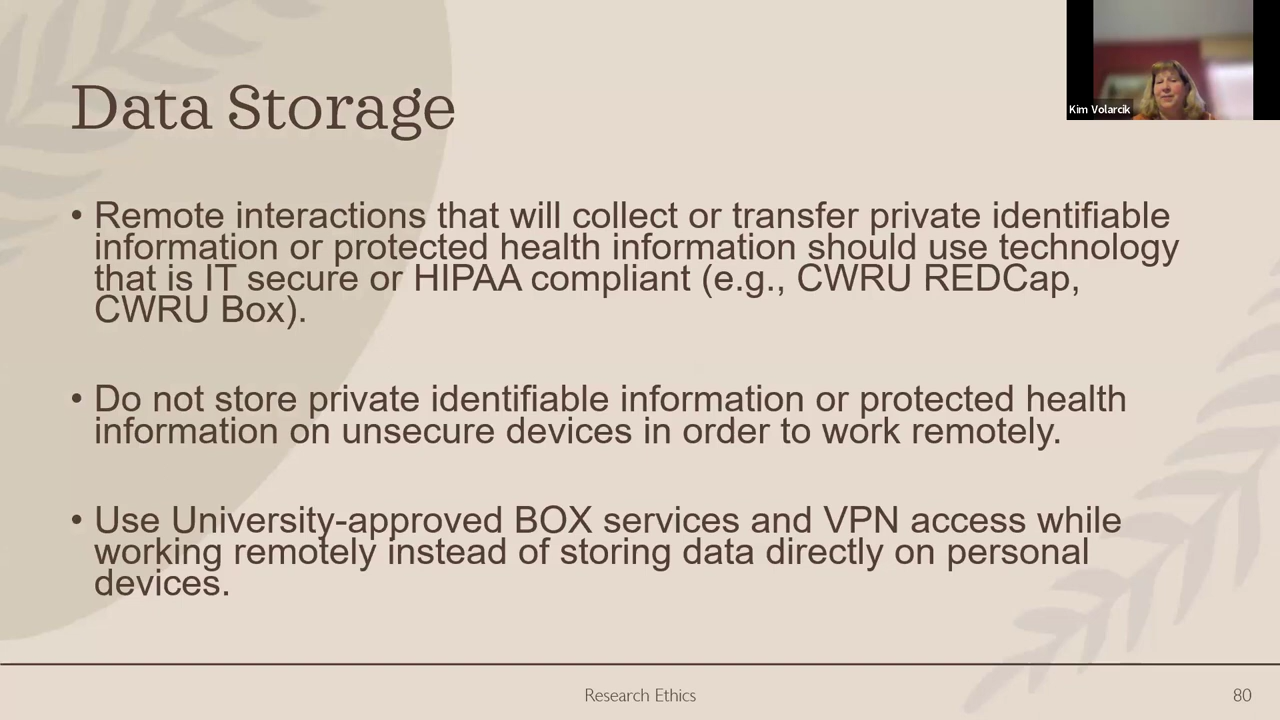 Kim Volarcik
Data Storage
• Remote interactions that will collect or transfer private identifiable
information or protected health information should use technology
that is IT secure or HIPAA compliant (e.g., CWRU REDCap,
CWRU Box).
• Do not store private identifiable information or protected health
information on unsecure devices in order to work remotely.
• Use University-approved BOX services and VPN access while
working remotely instead of storing data directly on personal
devices.
Research Ethics
80